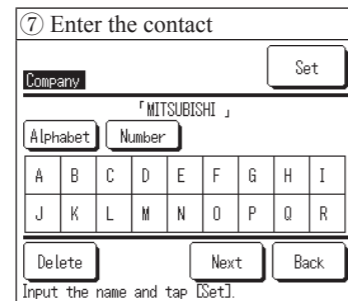 ⑦ Enter the contact
Set
Company
「MITSUBISHI 」
Alphabet Number
A B C D E F G H I
J K L M N O P Q R
Delete Next Back
Input the name and tap [Set].